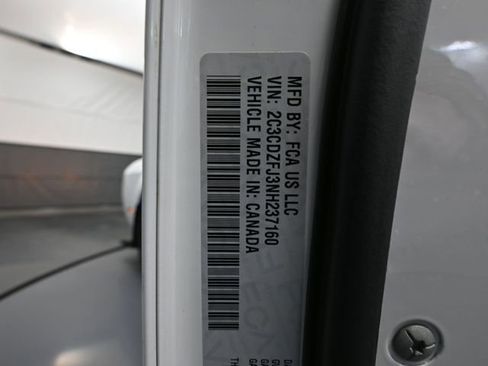 MFD BY: FCA US LLC
VIN: 2C3CDZFJ3NH237160
VEHICLE MADE IN: CANADA